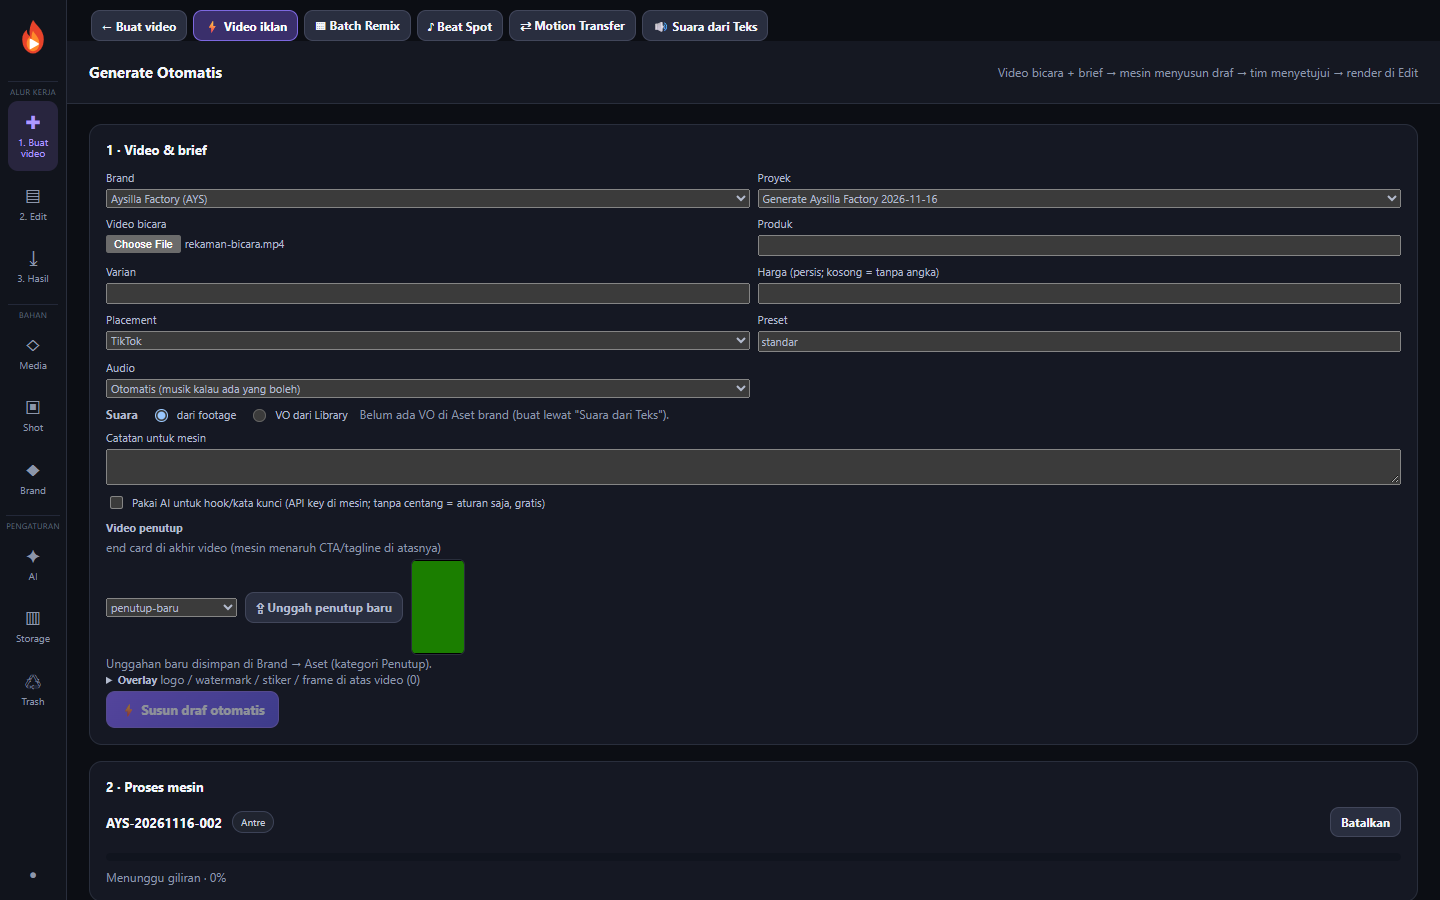 ← Buat video
Video iklan
Batch Remix
Beat Spot
Motion Transfer
Suara dari Teks
Generate Otomatis
Video bicara + brief → mesin menyusun draf → tim menyetujui → render di Edit
ALUR KERJA
1. Buat video
2. Edit
3. Hasil
BAHAN
Media
Shot
Brand
PENGATURAN
AI
Storage
Trash
1 · Video & brief
Brand
Proyek
Aysilla Factory (AYS)
Generate Aysilla Factory 2026-11-16
Video bicara
Produk
Choose File rekaman-bicara.mp4
Varian
Harga (persis; kosong = tanpa angka)
Placement
Preset
TikTok
standar
Audio
Otomatis (musik kalau ada yang boleh)
Suara dari footage VO dari Library Belum ada VO di Aset brand (buat lewat "Suara dari Teks").
Catatan untuk mesin
Pakai AI untuk hook/kata kunci (API key di mesin; tanpa centang = aturan saja, gratis)
Video penutup
end card di akhir video (mesin menaruh CTA/tagline di atasnya)
penutup-baru
Unggah penutup baru
Unggahan baru disimpan di Brand → Aset (kategori Penutup).
Overlay logo / watermark / stiker / frame di atas video (0)
Susun draf otomatis
2 · Proses mesin
AYS-20261116-002 Antre
Batalkan
Menunggu giliran · 0%